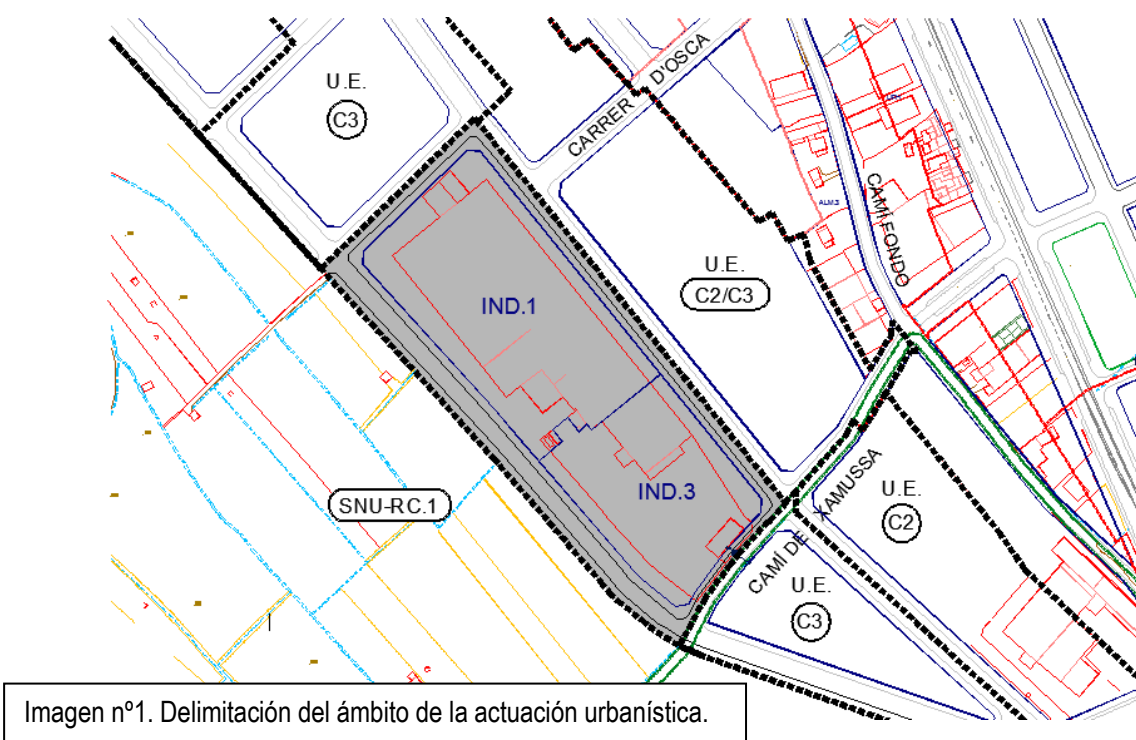 U.E.
C3
CARRER D'OSCA
CAMÍ FONDO
ALM.2
U.E.
C2/C3
IND.1
IND.3
SNU-RC.1
CAMÍ DE XAMUSSA
U.E.
C2
U.E.
C3
Imagen nº1. Delimitación del ámbito de la actuación urbanística.